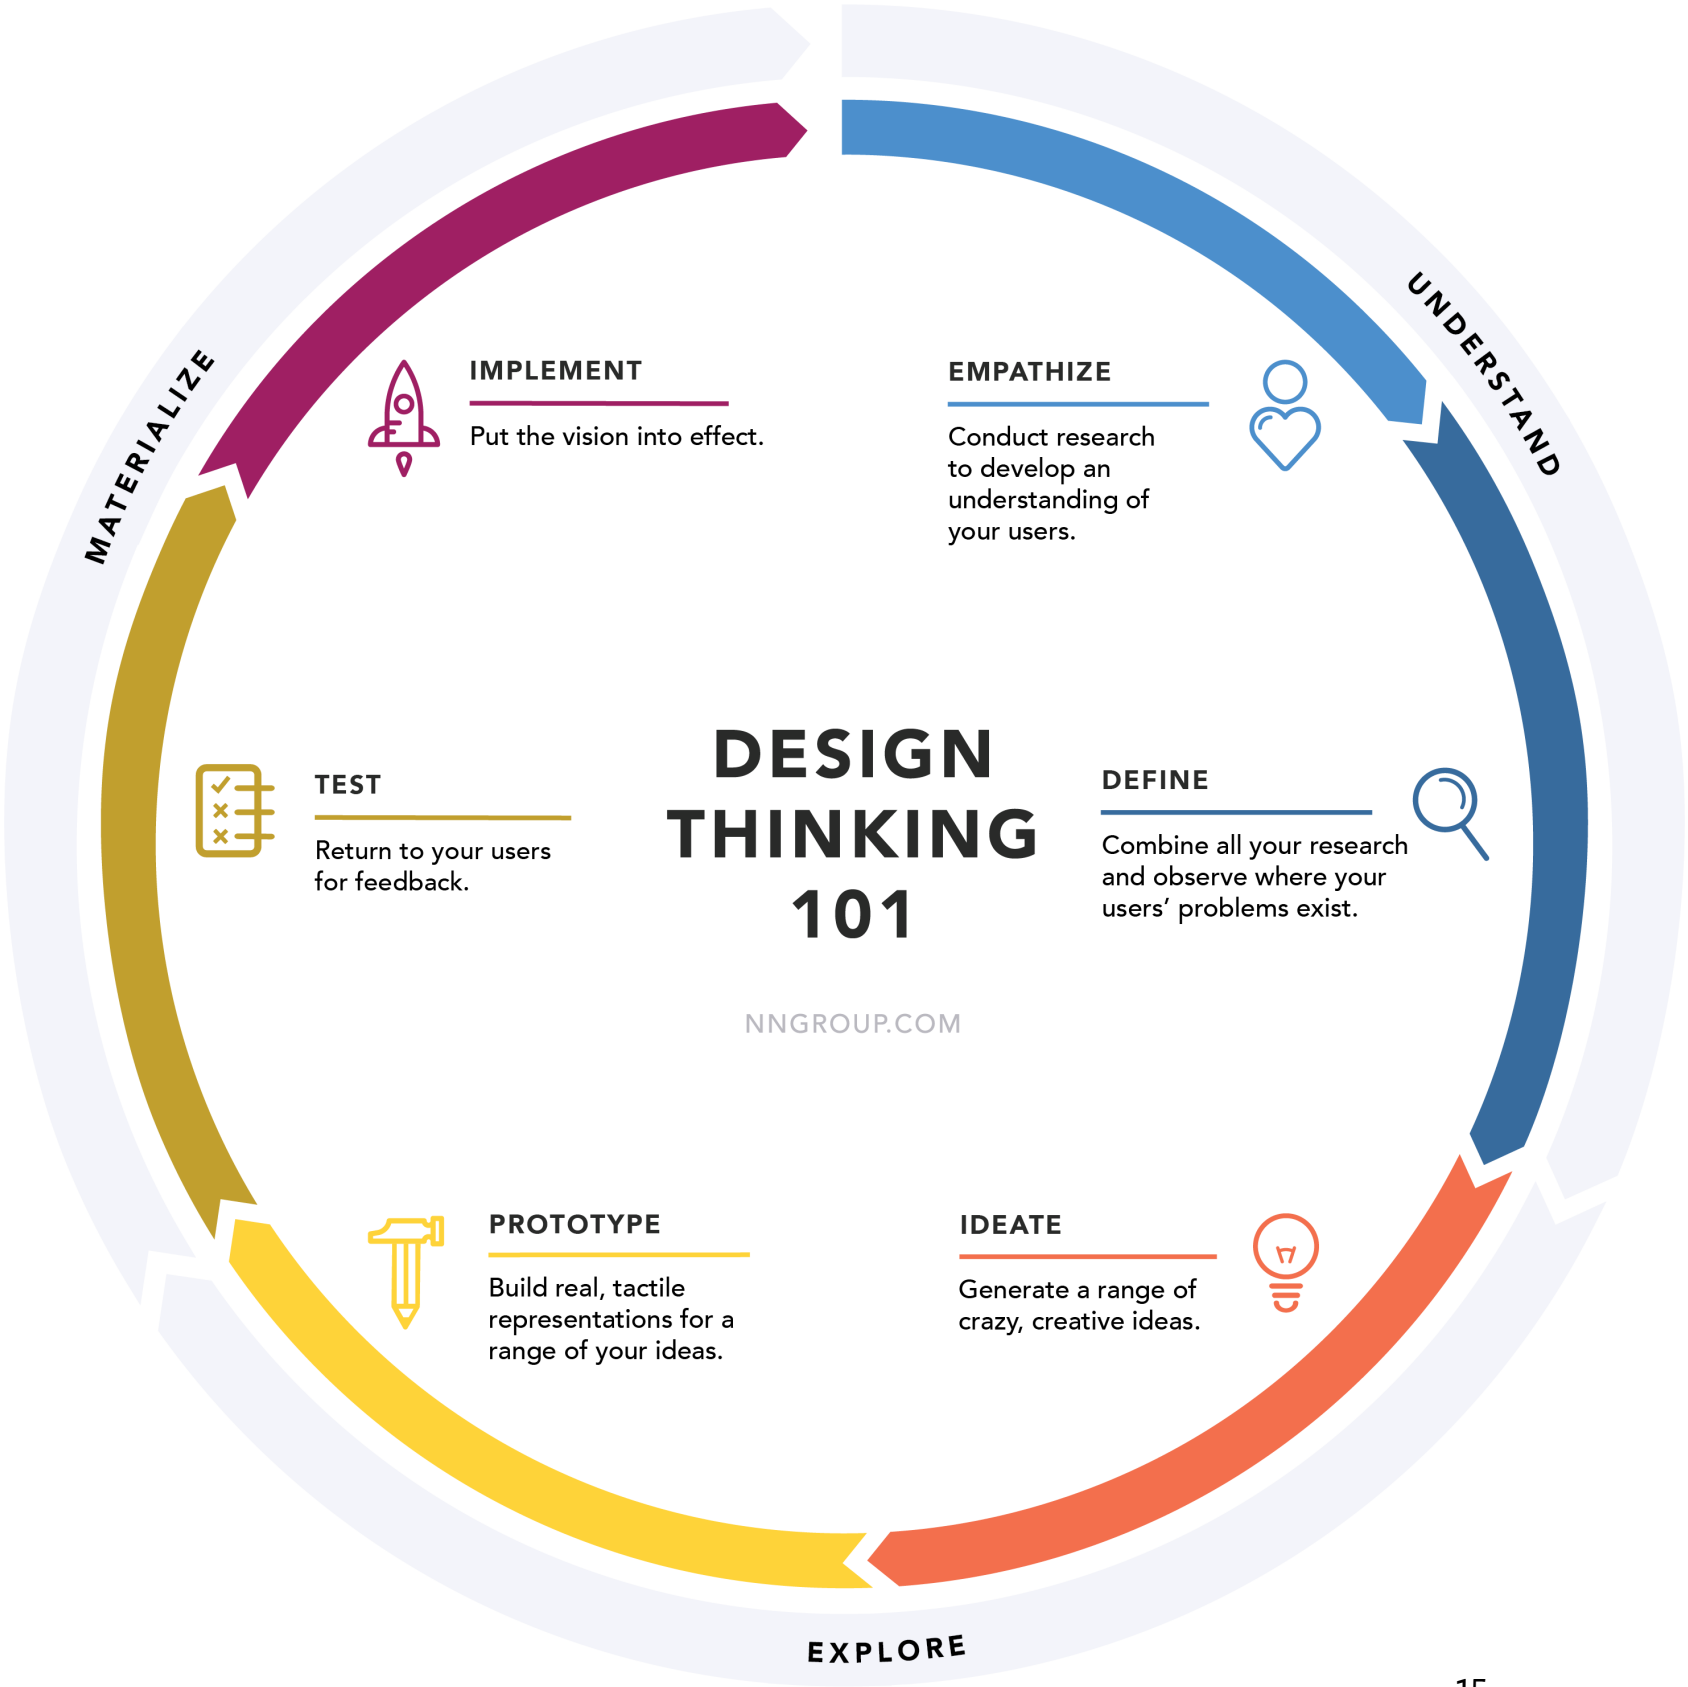 UNDERSTAND
MATERIALIZE
IMPLEMENT
Put the vision into effect.
EMPATHIZE
Conduct research
to develop an
understanding of
your users.
DESIGN
THINKING
101
NNGROUP.COM
TEST
Return to your users
for feedback.
DEFINE
Combine all your research
and observe where your
users’ problems exist.
PROTOTYPE
Build real, tactile
representations for a
range of your ideas.
IDEATE
Generate a range of
crazy, creative ideas.
EXPLORE